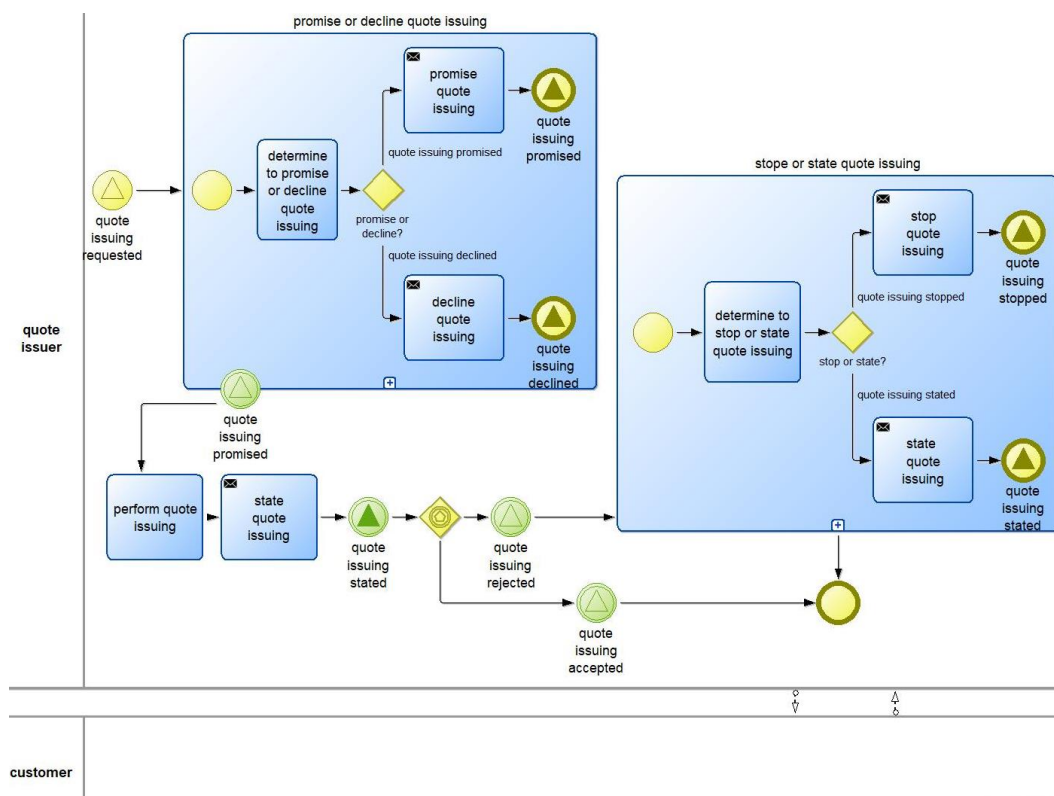 promise or decline quote issuing
promise
quote
issuing
quote
issuing
promised
quote issuing promised
determine
to promise
or decline
quote
issuing
promise or
decline?
quote
issuing
requested
quote issuing declined
decline
quote
issuing
quote
issuing
declined
stope or state quote issuing
stop
quote
issuing
quote
issuing
stopped
quote issuing stopped
determine to
stop or state
quote issuing
stop or state?
quote issuing stated
state
quote
issuing
quote
issuing
stated
quote
issuer
quote
issuing
promised
perform quote
issuing
state
quote
issuing
quote
issuing
stated
quote
issuing
rejected
quote
issuing
accepted
customer